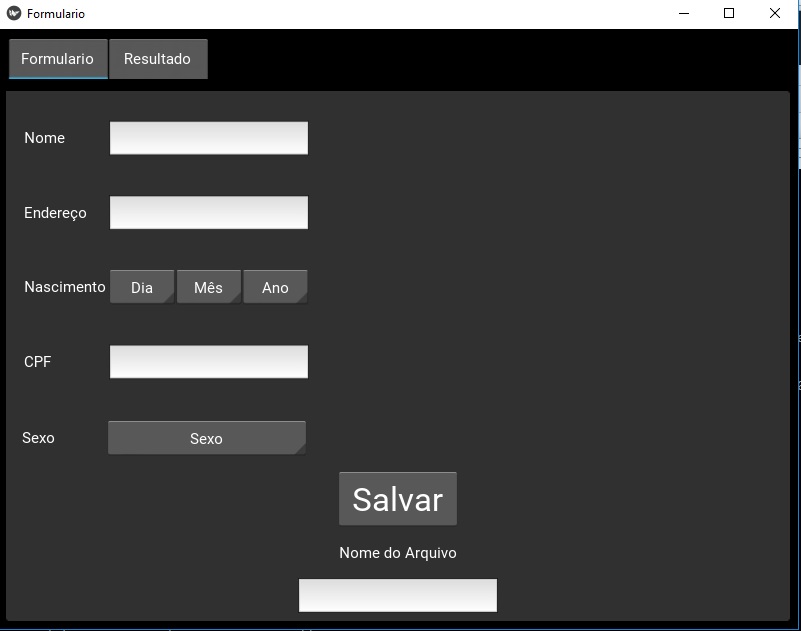 Formulario
Formulario Resultado
Nome
Endereço
Nascimento Dia Mês Ano
CPF
Sexo Sexo
Salvar
Nome do Arquivo